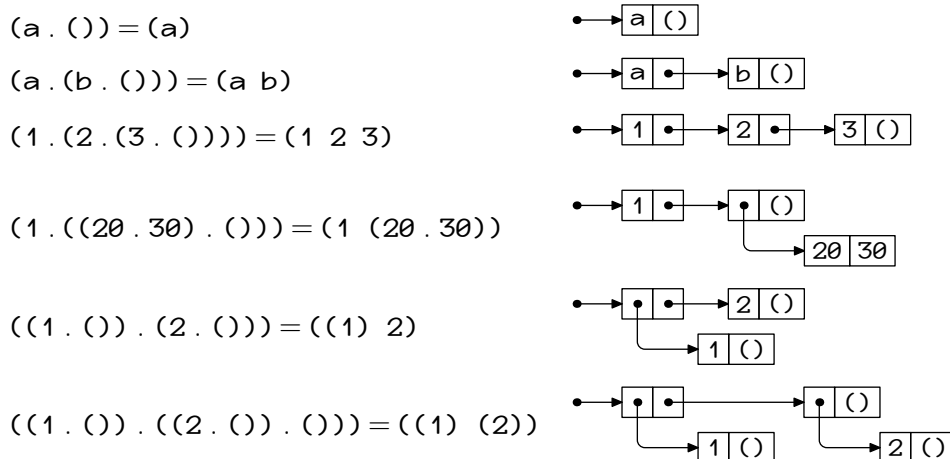 (a . ()) = (a)
a ()
(a . (b . ())) = (a b)
a b ()
(1 . (2 . (3 . ()))) = (1 2 3)
1 2 3 ()
(1 . ((20 . 30) . ())) = (1 (20 . 30))
1 ()
20 30
((1 . ()) . (2 . ())) = ((1) 2)
2 ()
1 ()
((1 . ()) . ((2 . ()) . ())) = ((1) (2))
()
1 () 2 ()